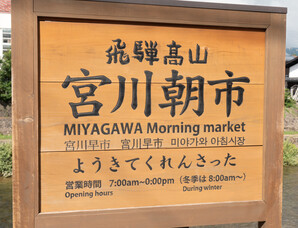 飛騨高山
宮川朝市
MIYAGAWA Morning market
宮川早市 宮川早市 미야가와 아침시장
ようきてくれんさった
営業時間 7:00am~0:00pm (冬季は 8:00am~)
Opening hours During winter